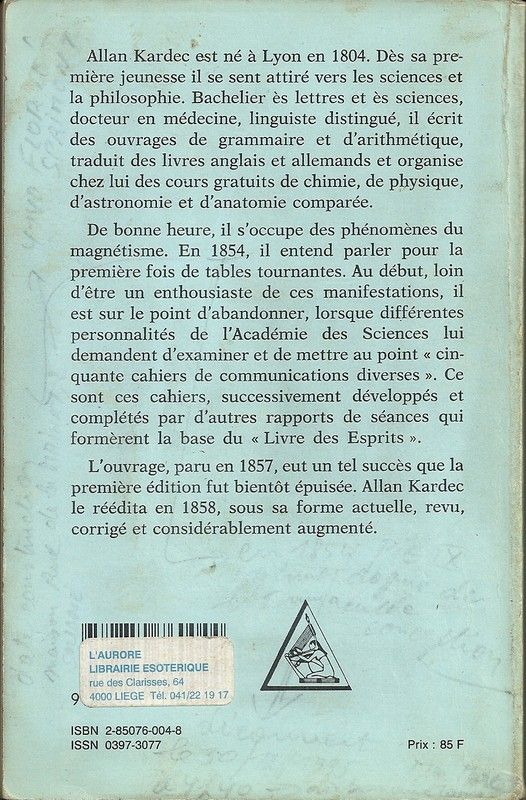 Allan Kardec est né à Lyon en 1804. Dès sa pre-
mière jeunesse il se sent attiré vers les sciences et
la philosophie. Bachelier ès lettres et ès sciences,
docteur en médecine, linguiste distingué, il écrit
des ouvrages de grammaire et d'arithmétique,
traduit des livres anglais et allemands et organise
chez lui des cours gratuits de chimie, de physique,
d'astronomie et d'anatomie comparée.
De bonne heure, il s'occupe des phénomènes du
magnétisme. En 1854, il entend parler pour la
première fois de tables tournantes. Au début, loin
d'être un enthousiaste de ces manifestations, il
est sur le point d'abandonner, lorsque différentes
personnalités de l'Académie des Sciences lui
demandent d'examiner et de mettre au point « cin-
quante cahiers de communications diverses ». Ce
sont ces cahiers, successivement développés et
complétés par d'autres rapports de séances qui
formèrent la base du « Livre des Esprits ».
L'ouvrage, paru en 1857, eut un tel succès que la
première édition fut bientôt épuisée. Allan Kardec
le réédita en 1858, sous sa forme actuelle, revu,
corrigé et considérablement augmenté.
L'AURORE
LIBRAIRIE ESOTERIQUE
rue des Clarisses, 64
4000 LIEGE Tél. 041/22 19 17
9
ISBN 2-85076-004-8
ISSN 0397-3077
Prix : 85 F